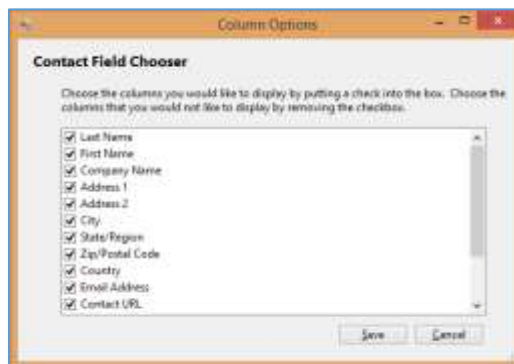 Column Options
Contact Field Chooser
Choose the columns you would like to display by putting a check into the box. Choose the
columns that you would not like to display by removing the checkbox.
Last Name
First Name
Company Name
Address 1
Address 2
City
State/Region
Zip/Postal Code
Country
Email Address
Contact URL
Save Cancel